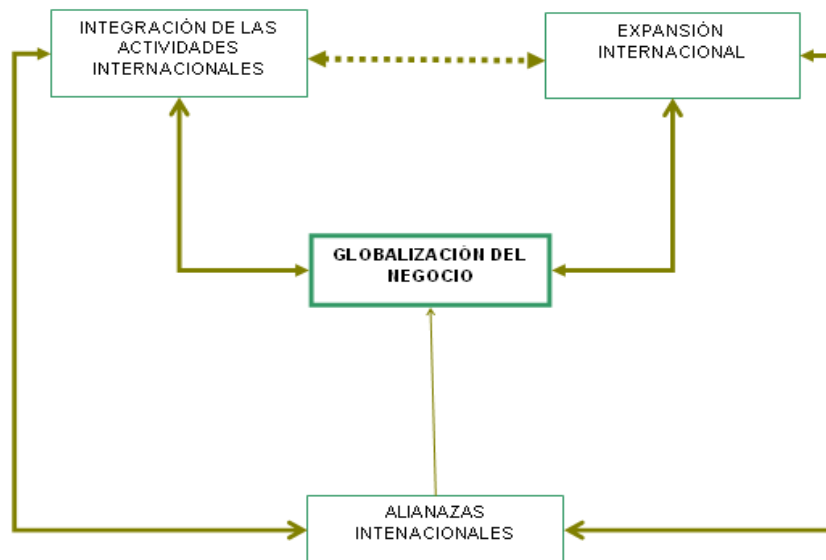 INTEGRACIÓN DE LAS
ACTIVIDADES
INTERNACIONALES
EXPANSIÓN
INTERNACIONAL
GLOBALIZACIÓN DEL
NEGOCIO
ALIANAZAS
INTENACIONALES